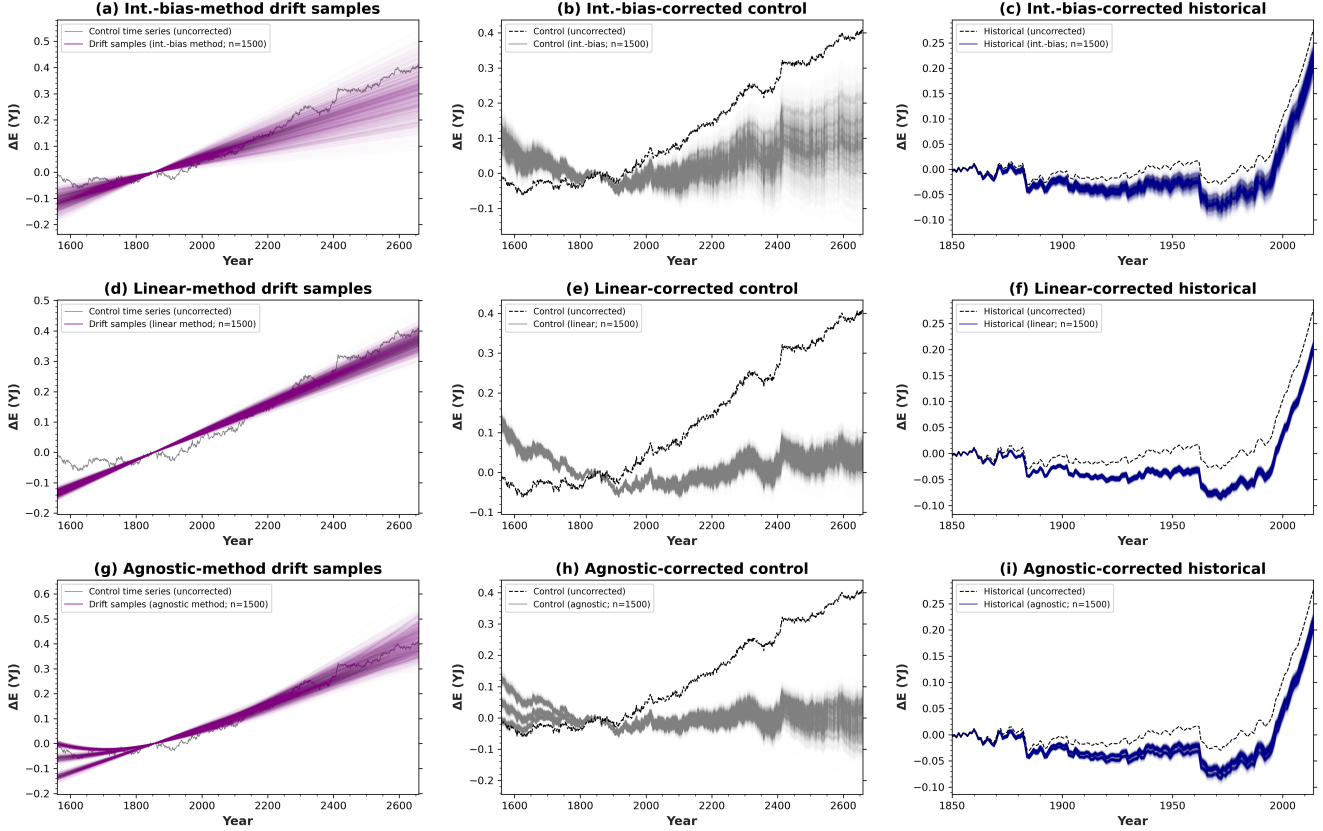 (a) Int.-bias-method drift samples
Control time series (uncorrected)
Drift samples (int.-bias method; n=1500)
ΔE (YJ)
0.5
0.4
0.3
0.2
0.1
0.0
−0.1
−0.2
1600 1800 2000 2200 2400 2600
Year
(b) Int.-bias-corrected control
Control (uncorrected)
Control (int.-bias; n=1500)
ΔE (YJ)
0.4
0.3
0.2
0.1
0.0
−0.1
1600 1800 2000 2200 2400 2600
Year
(c) Int.-bias-corrected historical
Historical (uncorrected)
Historical (int.-bias; n=1500)
ΔE (YJ)
0.25
0.20
0.15
0.10
0.05
0.00
−0.05
−0.10
1850 1900 1950 2000
Year
(d) Linear-method drift samples
Control time series (uncorrected)
Drift samples (linear method; n=1500)
ΔE (YJ)
0.5
0.4
0.3
0.2
0.1
0.0
−0.1
−0.2
1600 1800 2000 2200 2400 2600
Year
(e) Linear-corrected control
Control (uncorrected)
Control (linear; n=1500)
ΔE (YJ)
0.4
0.3
0.2
0.1
0.0
−0.1
1600 1800 2000 2200 2400 2600
Year
(f) Linear-corrected historical
Historical (uncorrected)
Historical (linear; n=1500)
ΔE (YJ)
0.25
0.20
0.15
0.10
0.05
0.00
−0.05
−0.10
1850 1900 1950 2000
Year
(g) Agnostic-method drift samples
Control time series (uncorrected)
Drift samples (agnostic method; n=1500)
ΔE (YJ)
0.6
0.5
0.4
0.3
0.2
0.1
0.0
−0.1
−0.2
1600 1800 2000 2200 2400 2600
Year
(h) Agnostic-corrected control
Control (uncorrected)
Control (agnostic; n=1500)
ΔE (YJ)
0.4
0.3
0.2
0.1
0.0
−0.1
−0.2
1600 1800 2000 2200 2400 2600
Year
(i) Agnostic-corrected historical
Historical (uncorrected)
Historical (agnostic; n=1500)
ΔE (YJ)
0.25
0.20
0.15
0.10
0.05
0.00
−0.05
−0.10
1850 1900 1950 2000
Year